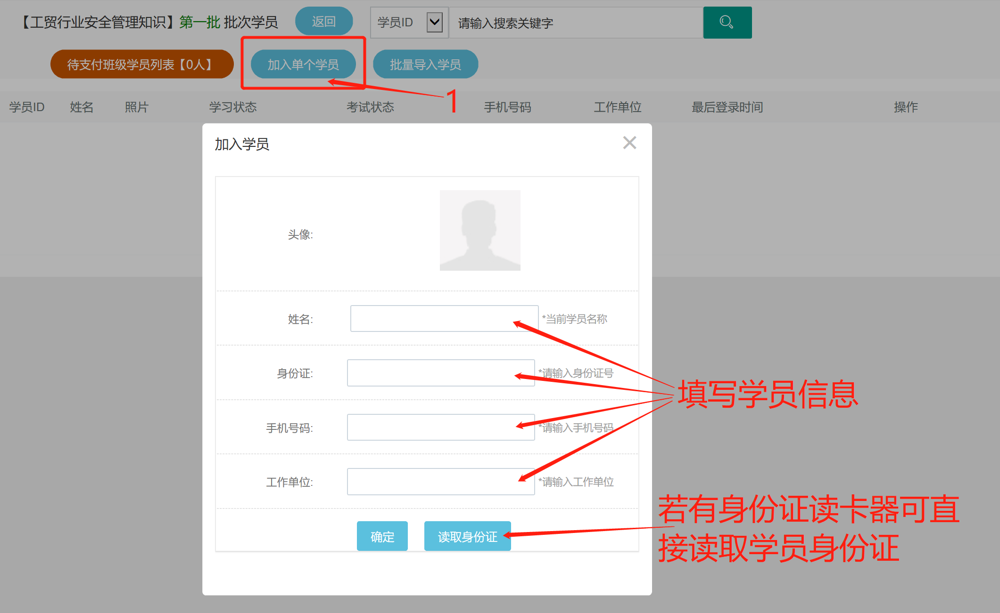 【工贸行业安全管理知识】第一批 批次学员 返回 学员ID 请输入搜索关键字
待支付班级学员列表【0人】 加入单个学员 批量导入学员
1
学员ID 姓名 照片 学习状态 考试状态 手机号码 工作单位 最后登录时间 操作
加入学员
头像:
姓名: *当前学员名称
身份证: *请输入身份证号
填写学员信息
手机号码: *请输入手机号码
工作单位: *请输入工作单位
若有身份证读卡器可直
接读取学员身份证
确定 读取身份证